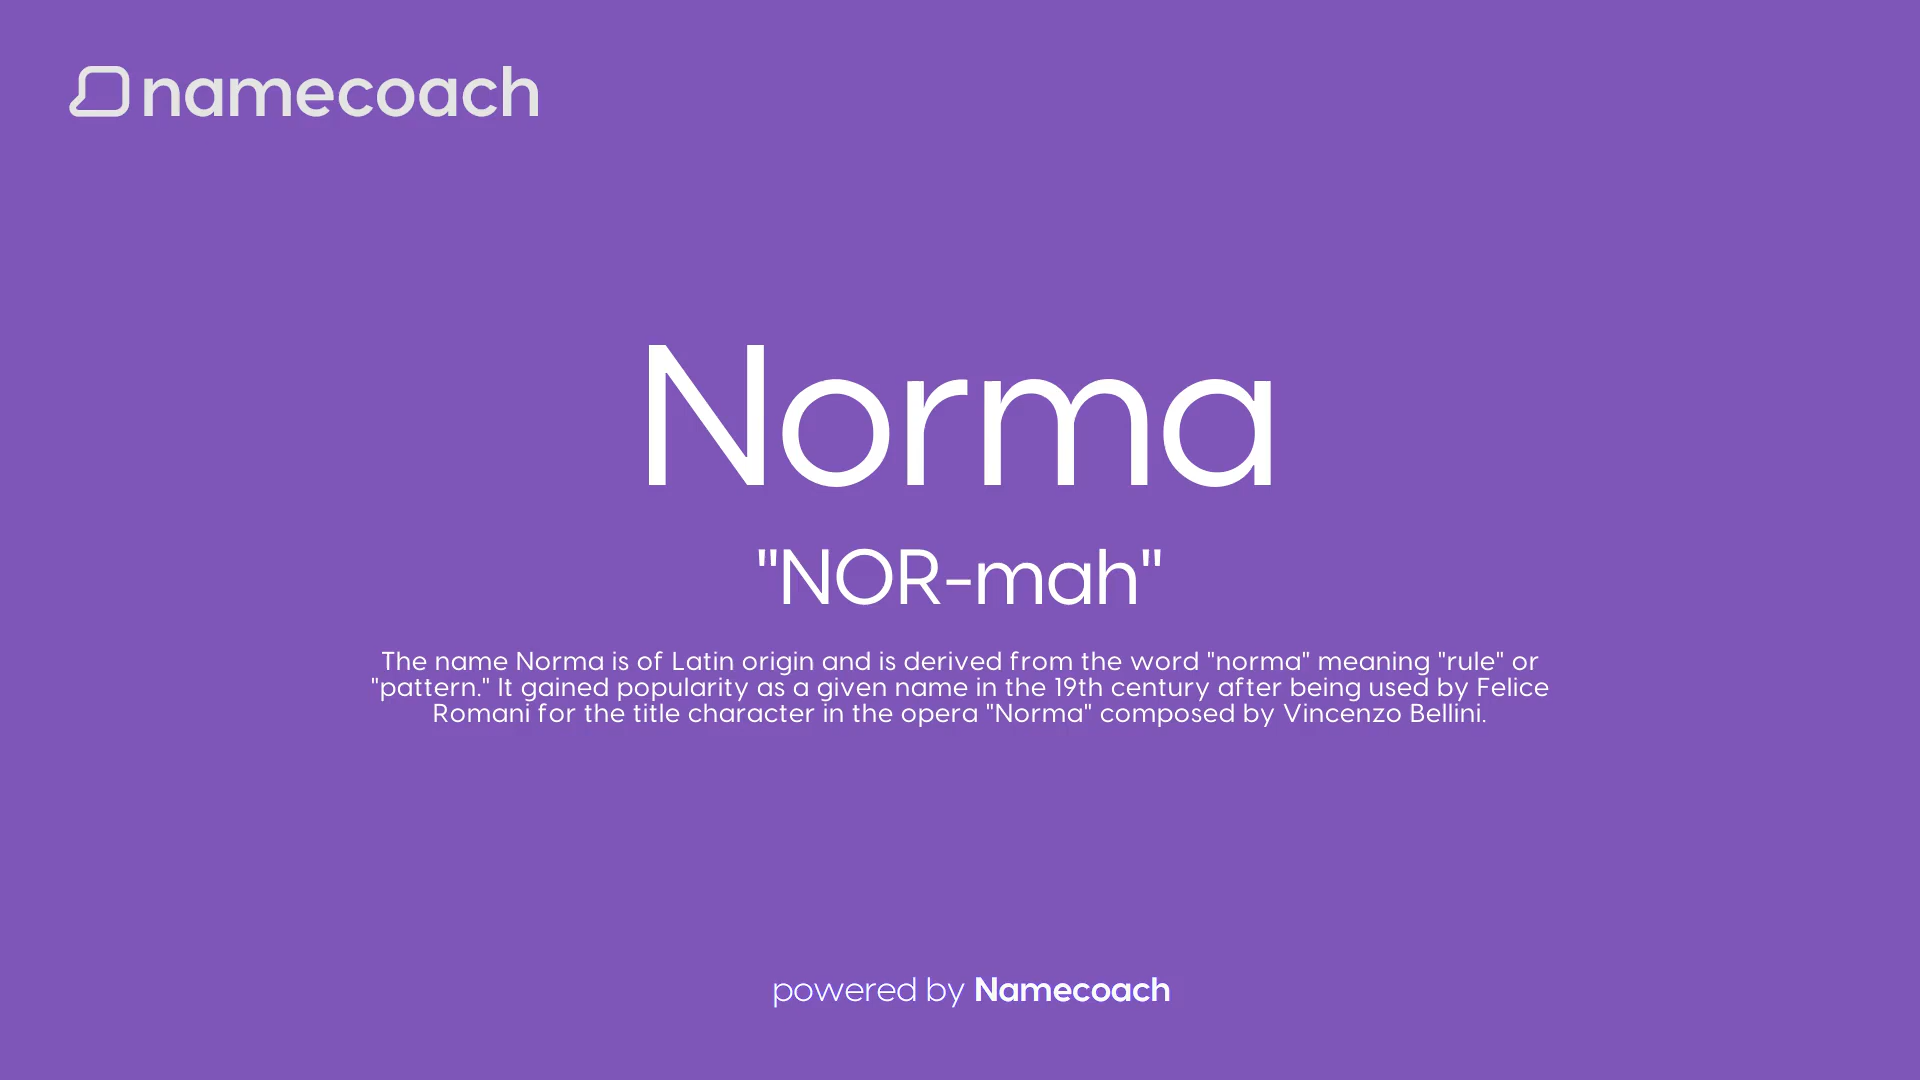 namecoach
Norma
"NOR-mah"
The name Norma is of Latin origin and is derived from the word "norma" meaning "rule" or
"pattern." It gained popularity as a given name in the 19th century after being used by Felice
Romani for the title character in the opera "Norma" composed by Vincenzo Bellini.
powered by Namecoach